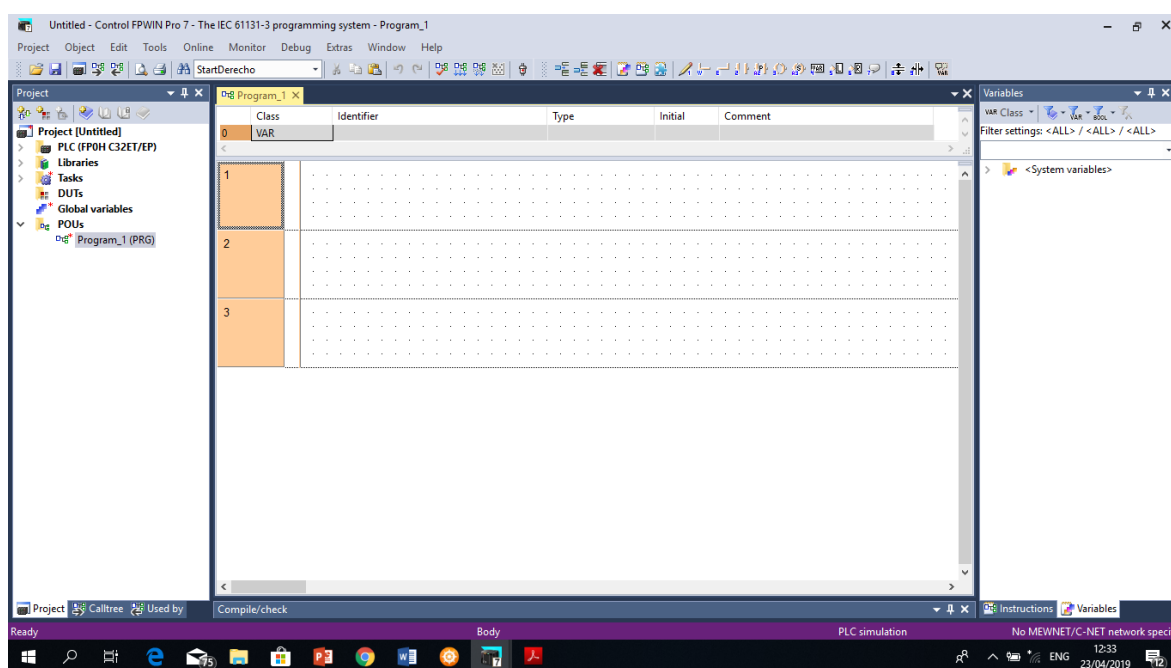 Untitled - Control FPWIN Pro 7 - The IEC 61131-3 programming system - Program_1
Project Object Edit Tools Online Monitor Debug Extras Window Help
StartDerecho
Project
Program_1
Variables
Class Identifier Type Initial Comment
VAR Class
0 VAR
Filter settings: <ALL> / <ALL> / <ALL>
Project [Untitled]
PLC (FP0H C32ET/EP)
Libraries
Tasks
DUTs
Global variables
POUs
Program_1 (PRG)
1
2
3
<System variables>
Project Calltree Used by
Compile/check
Instructions Variables
Ready Body PLC simulation No MEWNET/C-NET network speci
75
ENG
12:33
23/04/2019
12